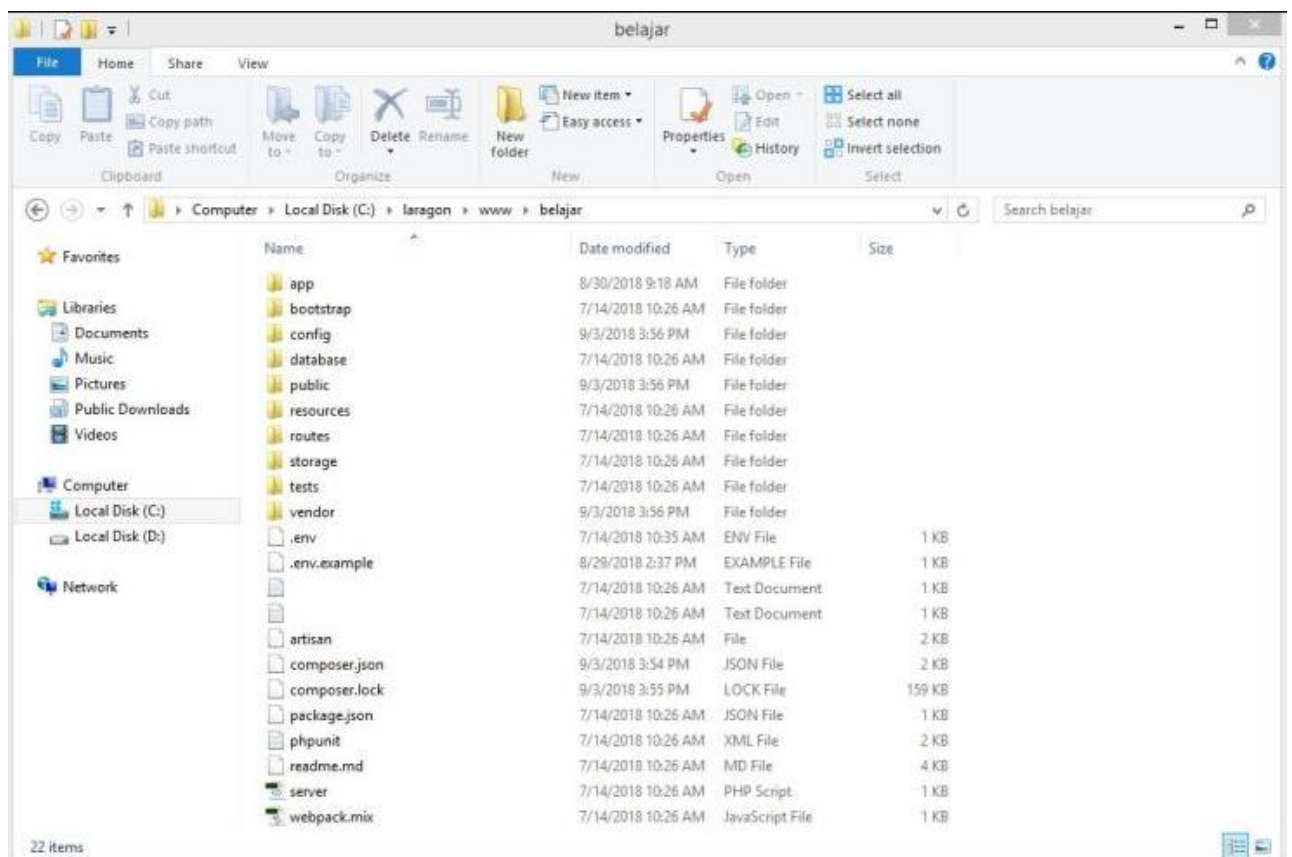 belajar
File Home Share View
Copy Paste Cut Copy path Paste shortcut
Move to Copy to Delete Rename
New folder New item Easy access
Properties Open Edit History
Select all Select none Invert selection
Clipboard Organize New Open Select
Computer Local Disk (C:) laragon www belajar Search belajar
Favorites
Libraries
Documents
Music
Pictures
Public Downloads
Videos
Computer
Local Disk (C:)
Local Disk (D:)
Network
Name Date modified Type Size
app 8/30/2018 9:18 AM File folder
bootstrap 7/14/2018 10:26 AM File folder
config 9/3/2018 3:56 PM File folder
database 7/14/2018 10:26 AM File folder
public 9/3/2018 3:56 PM File folder
resources 7/14/2018 10:26 AM File folder
routes 7/14/2018 10:26 AM File folder
storage 7/14/2018 10:26 AM File folder
tests 7/14/2018 10:26 AM File folder
vendor 9/3/2018 3:56 PM File folder
.env 7/14/2018 10:35 AM ENV File 1 KB
.env.example 8/29/2018 2:37 PM EXAMPLE File 1 KB
7/14/2018 10:26 AM Text Document 1 KB
7/14/2018 10:26 AM Text Document 1 KB
artisan 7/14/2018 10:26 AM File 2 KB
composer.json 9/3/2018 3:54 PM JSON File 2 KB
composer.lock 9/3/2018 3:55 PM LOCK File 159 KB
package.json 7/14/2018 10:26 AM JSON File 1 KB
phpunit 7/14/2018 10:26 AM XML File 2 KB
readme.md 7/14/2018 10:26 AM MD File 4 KB
server 7/14/2018 10:26 AM PHP Script 1 KB
webpack.mix 7/14/2018 10:26 AM JavaScript File 1 KB
22 items